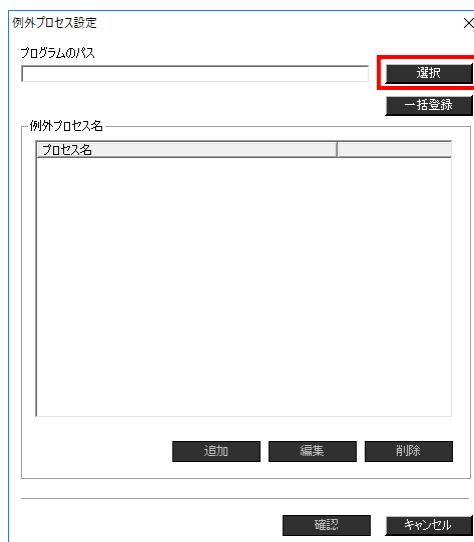 例外プロセス設定
プログラムのパス
選択
一括登録
例外プロセス名
プロセス名
追加 編集 削除
確認 キャンセル